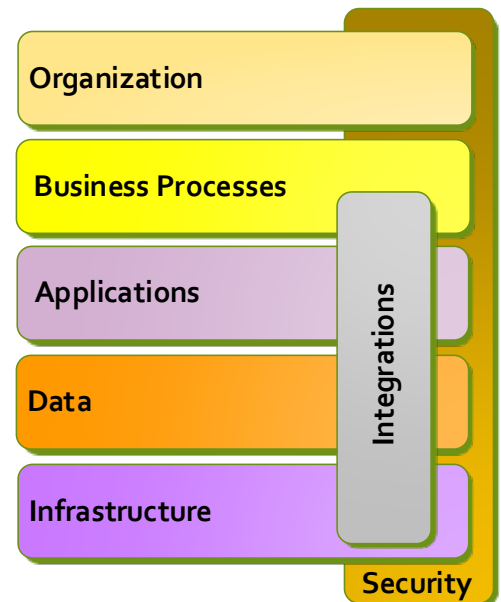 Organization
Business Processes
Applications
Integrations
Data
Infrastructure
Security